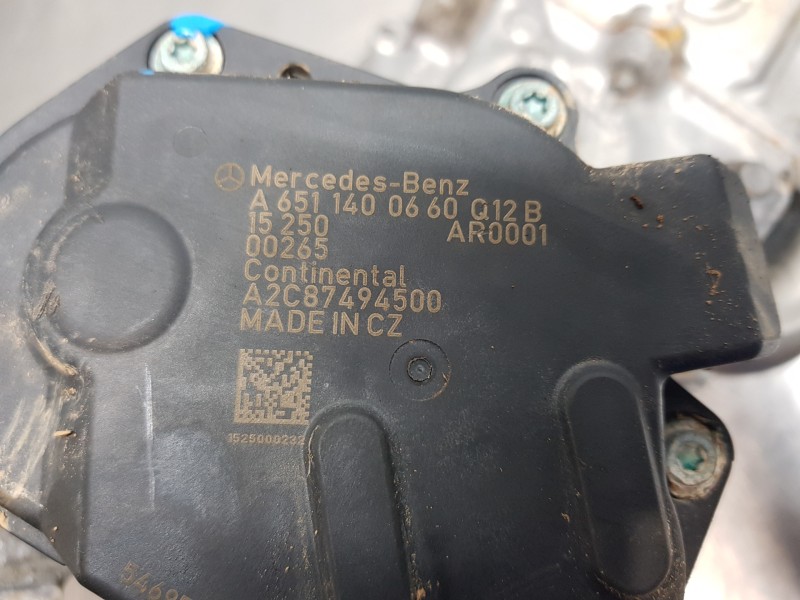 Mercedes-Benz
A 651 140 06 60 Q12 B
15 250 AR0001
00265
Continental
A2C87494500
MADE IN CZ
1525000232